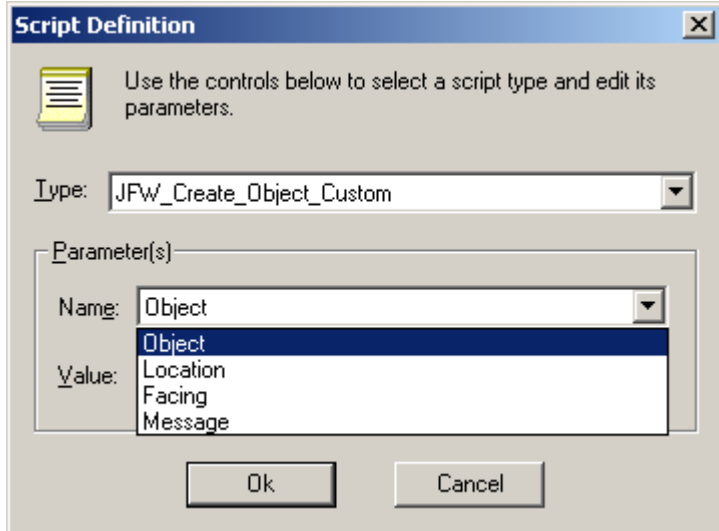 Script Definition
Use the controls below to select a script type and edit its
parameters.
Type: JFW_Create_Object_Custom
Parameter(s)
Name: Object
Object
Value: Location
Facing
Message
Ok Cancel